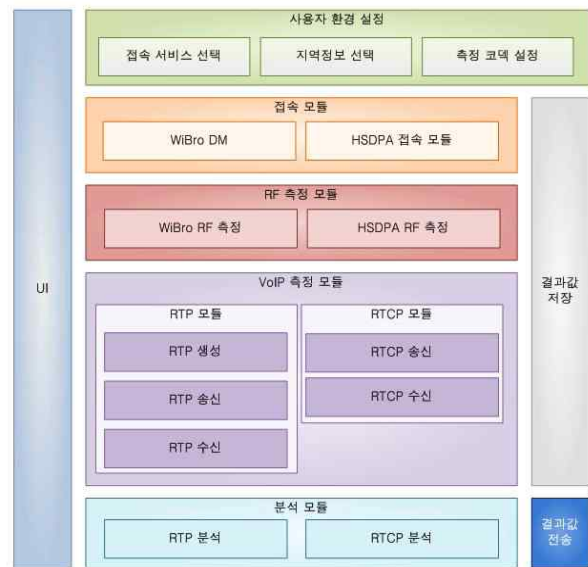 UI
사용자 환경 설정
접속 서비스 선택
지역정보 선택
측정 코덱 설정
접속 모듈
WiBro DM
HSDPA 접속 모듈
RF 측정 모듈
WiBro RF 측정
HSDPA RF 측정
VoIP 측정 모듈
RTP 모듈
RTP 생성
RTP 송신
RTP 수신
RTCP 모듈
RTCP 송신
RTCP 수신
분석 모듈
RTP 분석
RTCP 분석
결과값
저장
결과값
전송